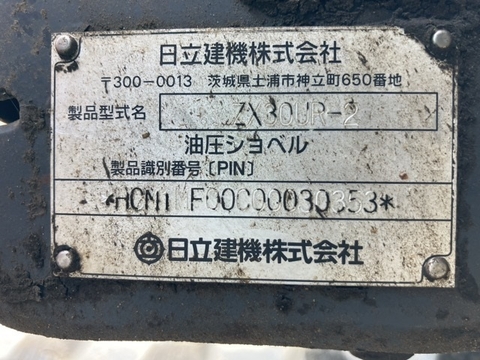 日立建機株式会社
〒300-0013 茨城県土浦市神立町650番地
製品型式名 ZX30UR-2
油圧ショベル
製品識別番号〔PIN〕
*HCM1 F00C00030353*
日立建機株式会社